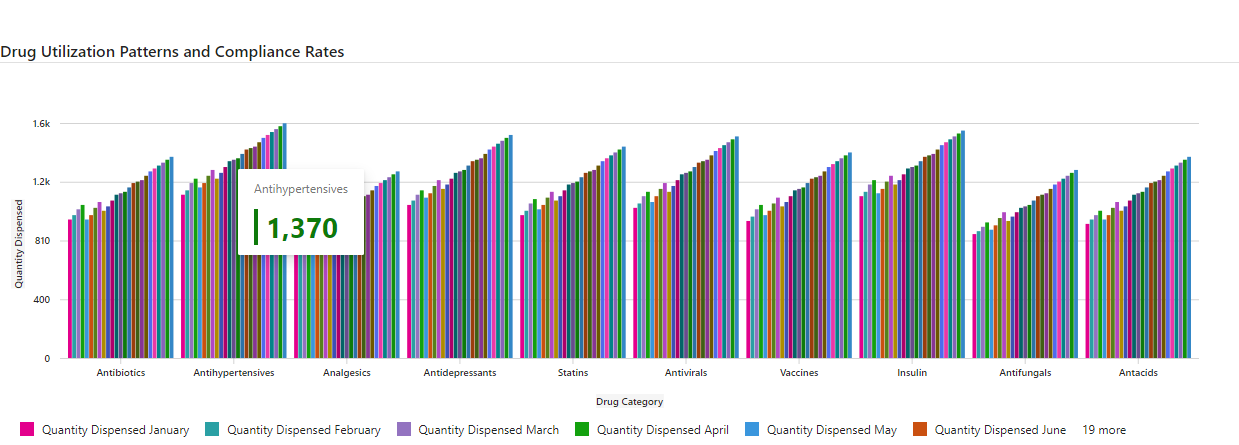 Drug Utilization Patterns and Compliance Rates
1.6k
1.2k
810
400
0
Quantity Dispensed
Antihypertensives
1,370
Antibiotics Antihypertensives Analgesics Antidepressants Statins Antivirals Vaccines Insulin Antifungals Antacids
Drug Category
Quantity Dispensed January Quantity Dispensed February Quantity Dispensed March Quantity Dispensed April Quantity Dispensed May Quantity Dispensed June 19 more